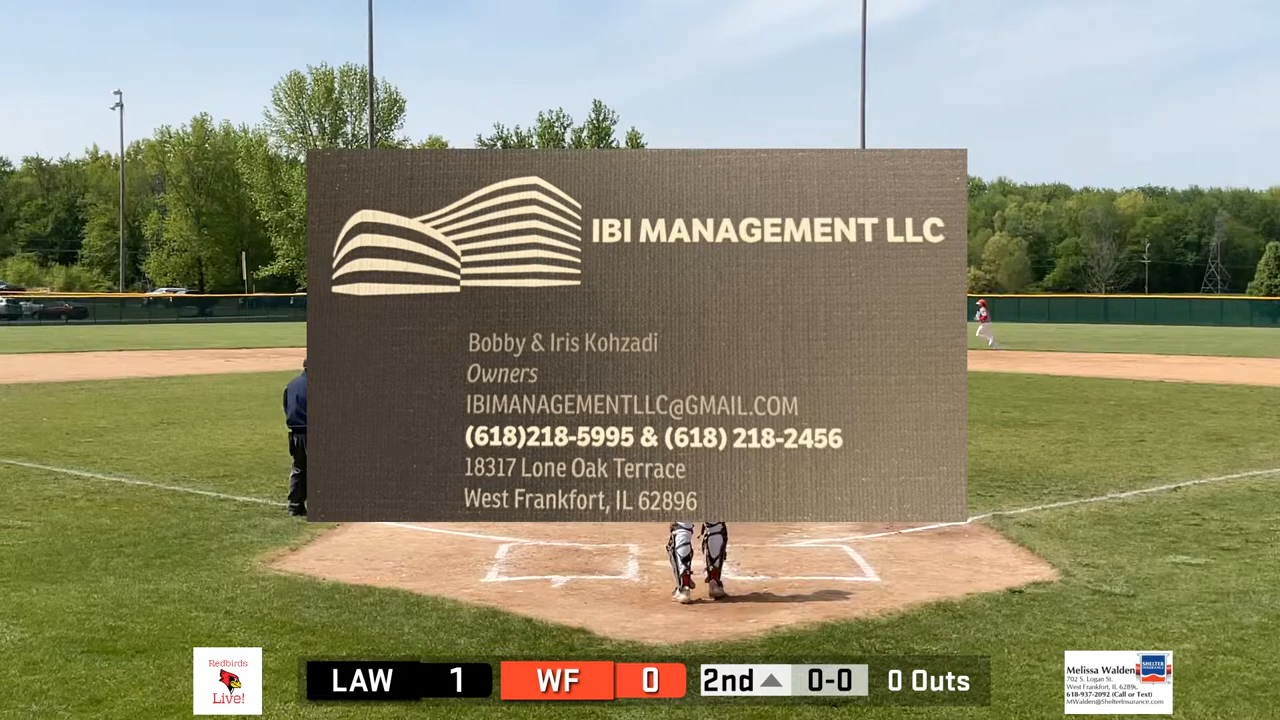 IBI MANAGEMENT LLC
Bobby & Iris Kohzadi
Owners
IBIMANAGEMENTLLC@GMAIL.COM
(618)218-5995 & (618) 218-2456
18317 Lone Oak Terrace
West Frankfort, IL 62896
Redbirds
Live!
LAW 1 WF 0 2nd 0-0 0 Outs
Melissa Walden
SHELTER
INSURANCE
702 S. Logan St.
West Frankfort, IL 62896
618-937-2092 (Call or Text)
MWalden@ShelterInsurance.com